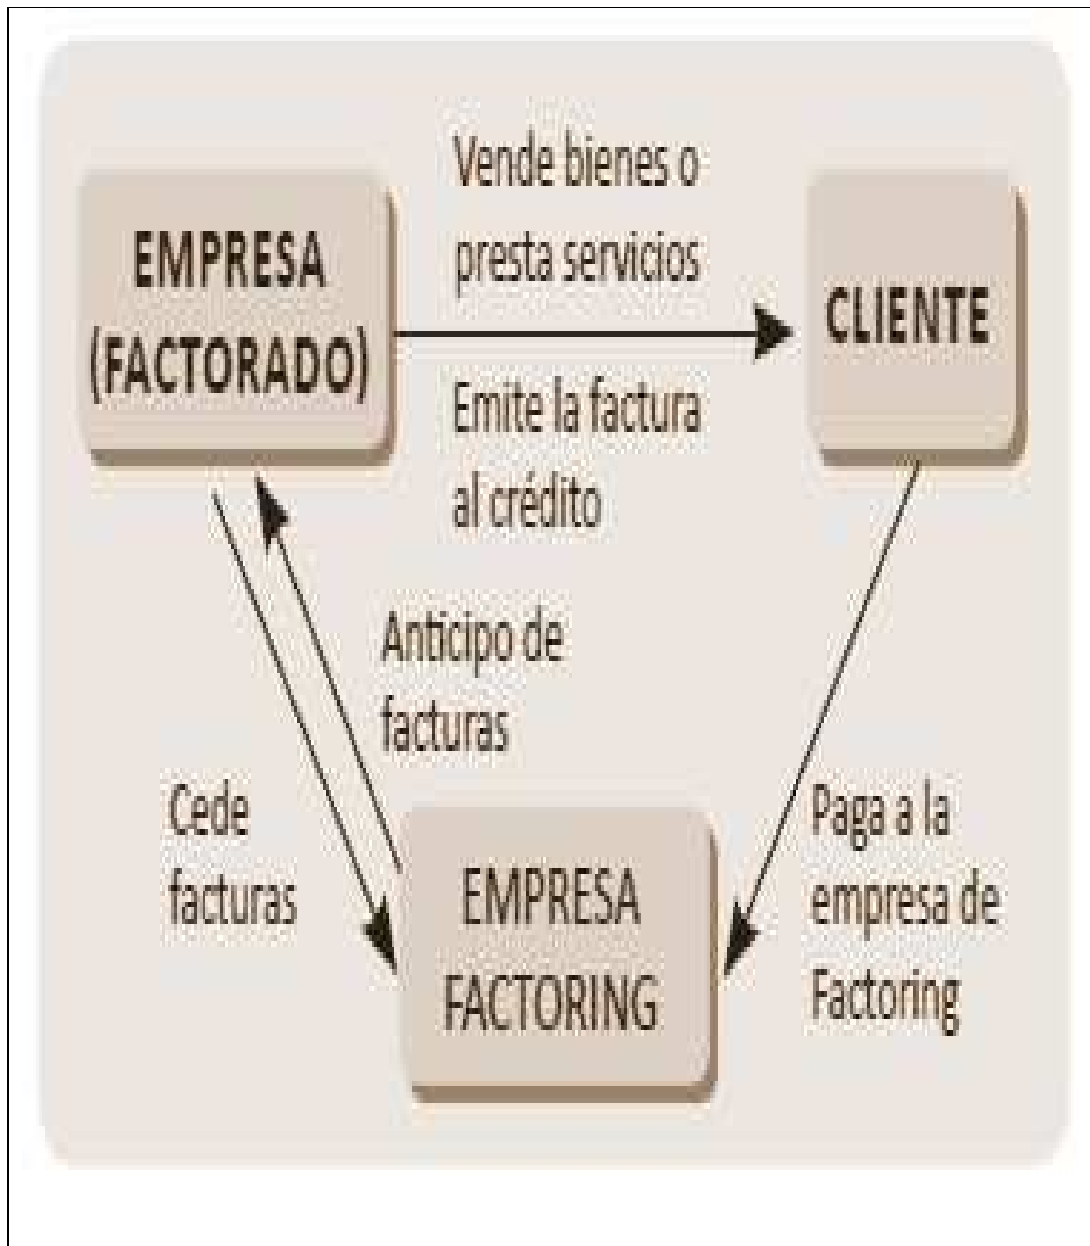 EMPRESA
(FACTORADO)
Vende bienes o
presta servicios
Emite la factura
al crédito
CLIENTE
Anticipo de
facturas
Cede
facturas
EMPRESA
FACTORING
Paga a la
empresa de
Factoring